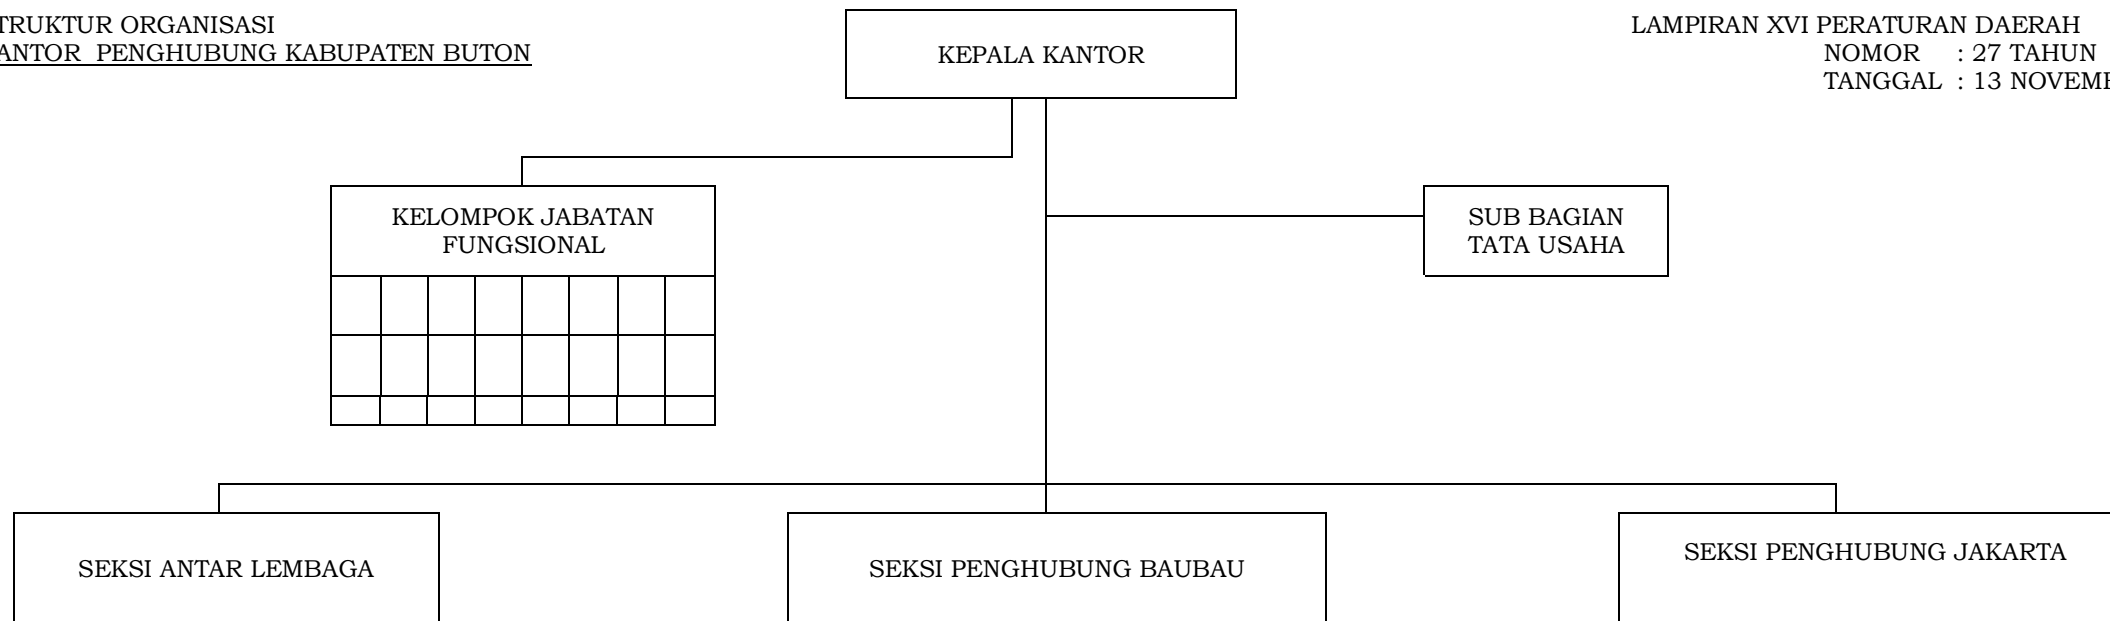 TRUKTUR ORGANISASI
ANTOR PENGHUBUNG KABUPATEN BUTON
KEPALA KANTOR
LAMPIRAN XVI PERATURAN DAERAH
NOMOR : 27 TAHUN
TANGGAL : 13 NOVEM
KELOMPOK JABATAN
FUNGSIONAL
SUB BAGIAN
TATA USAHA
SEKSI ANTAR LEMBAGA
SEKSI PENGHUBUNG BAUBAU
SEKSI PENGHUBUNG JAKARTA